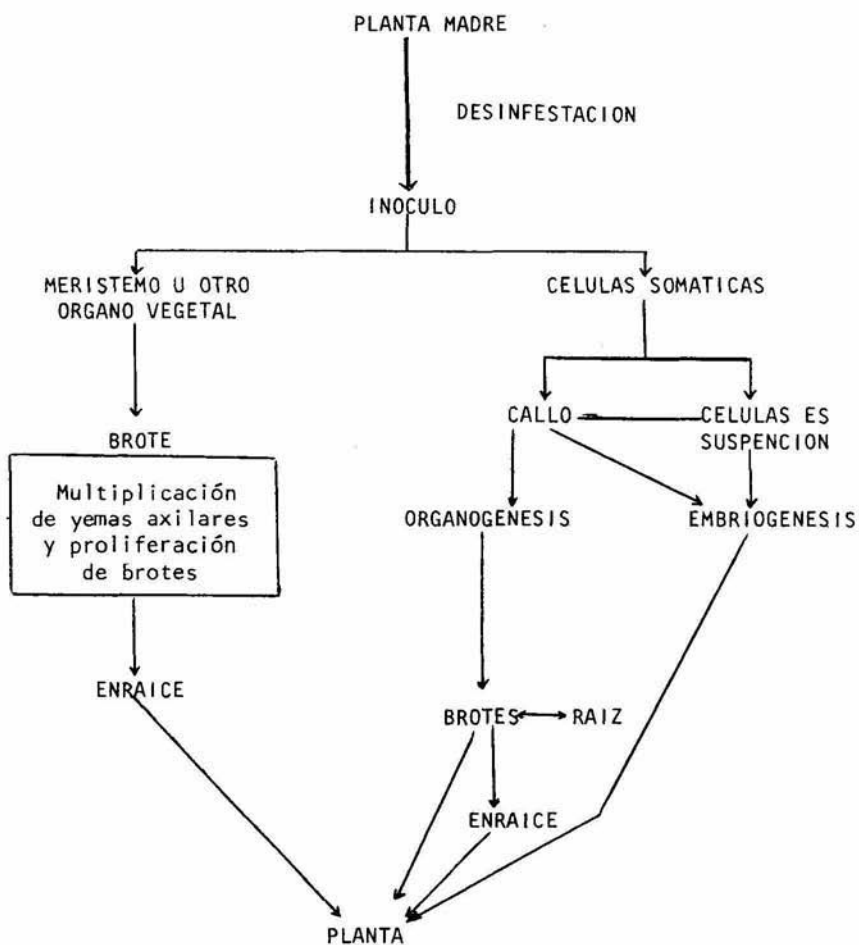 PLANTA MADRE
DESINFESTACION
INOCULO
MERISTEMO U OTRO
ORGANO VEGETAL
CELULAS SOMATICAS
BROTE
CALLO
CELULAS ES
SUSPENCION
Multiplicación
de yemas axilares
y proliferación
de brotes
ORGANOGENESIS
EMBRIOGENESIS
ENRAICE
BROTES
RAIZ
ENRAICE
PLANTA